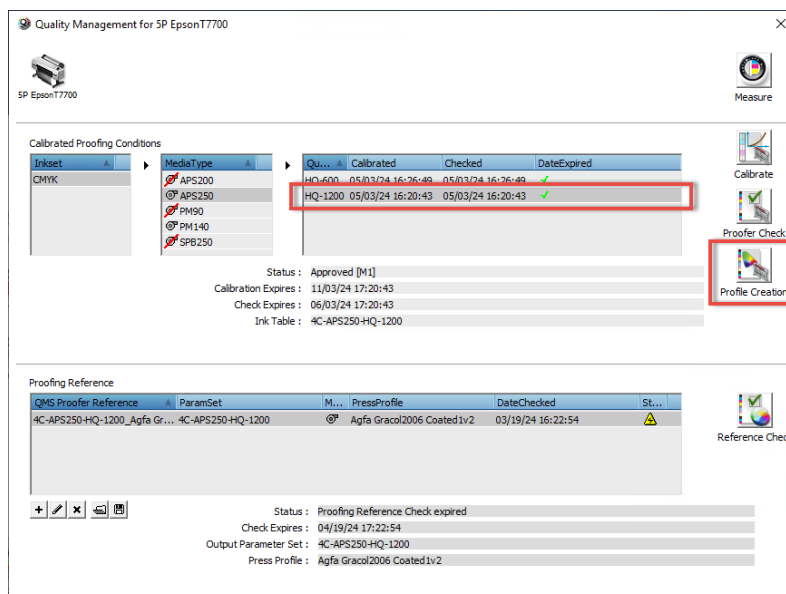 Quality Management for 5P EpsonT7700
5P EpsonT7700
Measure
Calibrated Proofing Conditions
Inkset MediaType Qu... Calibrated Checked DateExpired
CMYK APS200 HQ-600 05/03/24 16:26:49 05/03/24 16:26:49
APS250 HQ-1200 05/03/24 16:20:43 05/03/24 16:20:43
PM90
PM140
SPB250
Calibrate
Proofer Check
Profile Creation
Status : Approved [M1]
Calibration Expires : 11/03/24 17:20:43
Check Expires : 06/03/24 17:20:43
Ink Table : 4C-APS250-HQ-1200
Proofing Reference
QMS Proofer Reference ParamSet M... PressProfile DateChecked St...
4C-APS250-HQ-1200_Agfa Gr... 4C-APS250-HQ-1200 Agfa Gracol2006 Coated1v2 03/19/24 16:22:54
Reference Chec
Status : Proofing Reference Check expired
Check Expires : 04/19/24 17:22:54
Output Parameter Set : 4C-APS250-HQ-1200
Press Profile : Agfa Gracol2006 Coated1v2